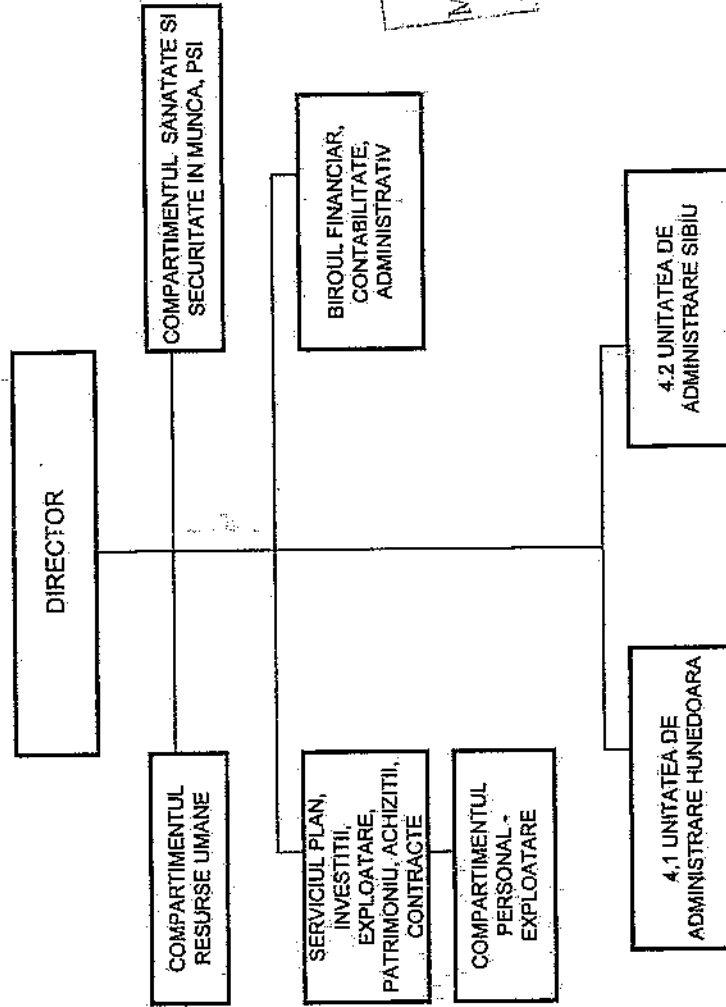 DIRECTOR
COMPARTIMENTUL
RESURSE UMANE
COMPARTIMENTUL SANATATE SI
SECURITATE IN MUNCA, PSI
SERVICIUL PLAN,
INVESTITII,
EXPLOATARE,
PATRIMONIU, ACHIZITII,
CONTRACTE
BIROUL FINANCIAR,
CONTABILITATE,
ADMINISTRATIV
COMPARTIMENTUL
PERSONAL -
EXPLOATARE
4.1 UNITATEA DE
ADMINISTRARE HUNEDOARA
4.2 UNITATEA DE
ADMINISTRARE SIBIU
M